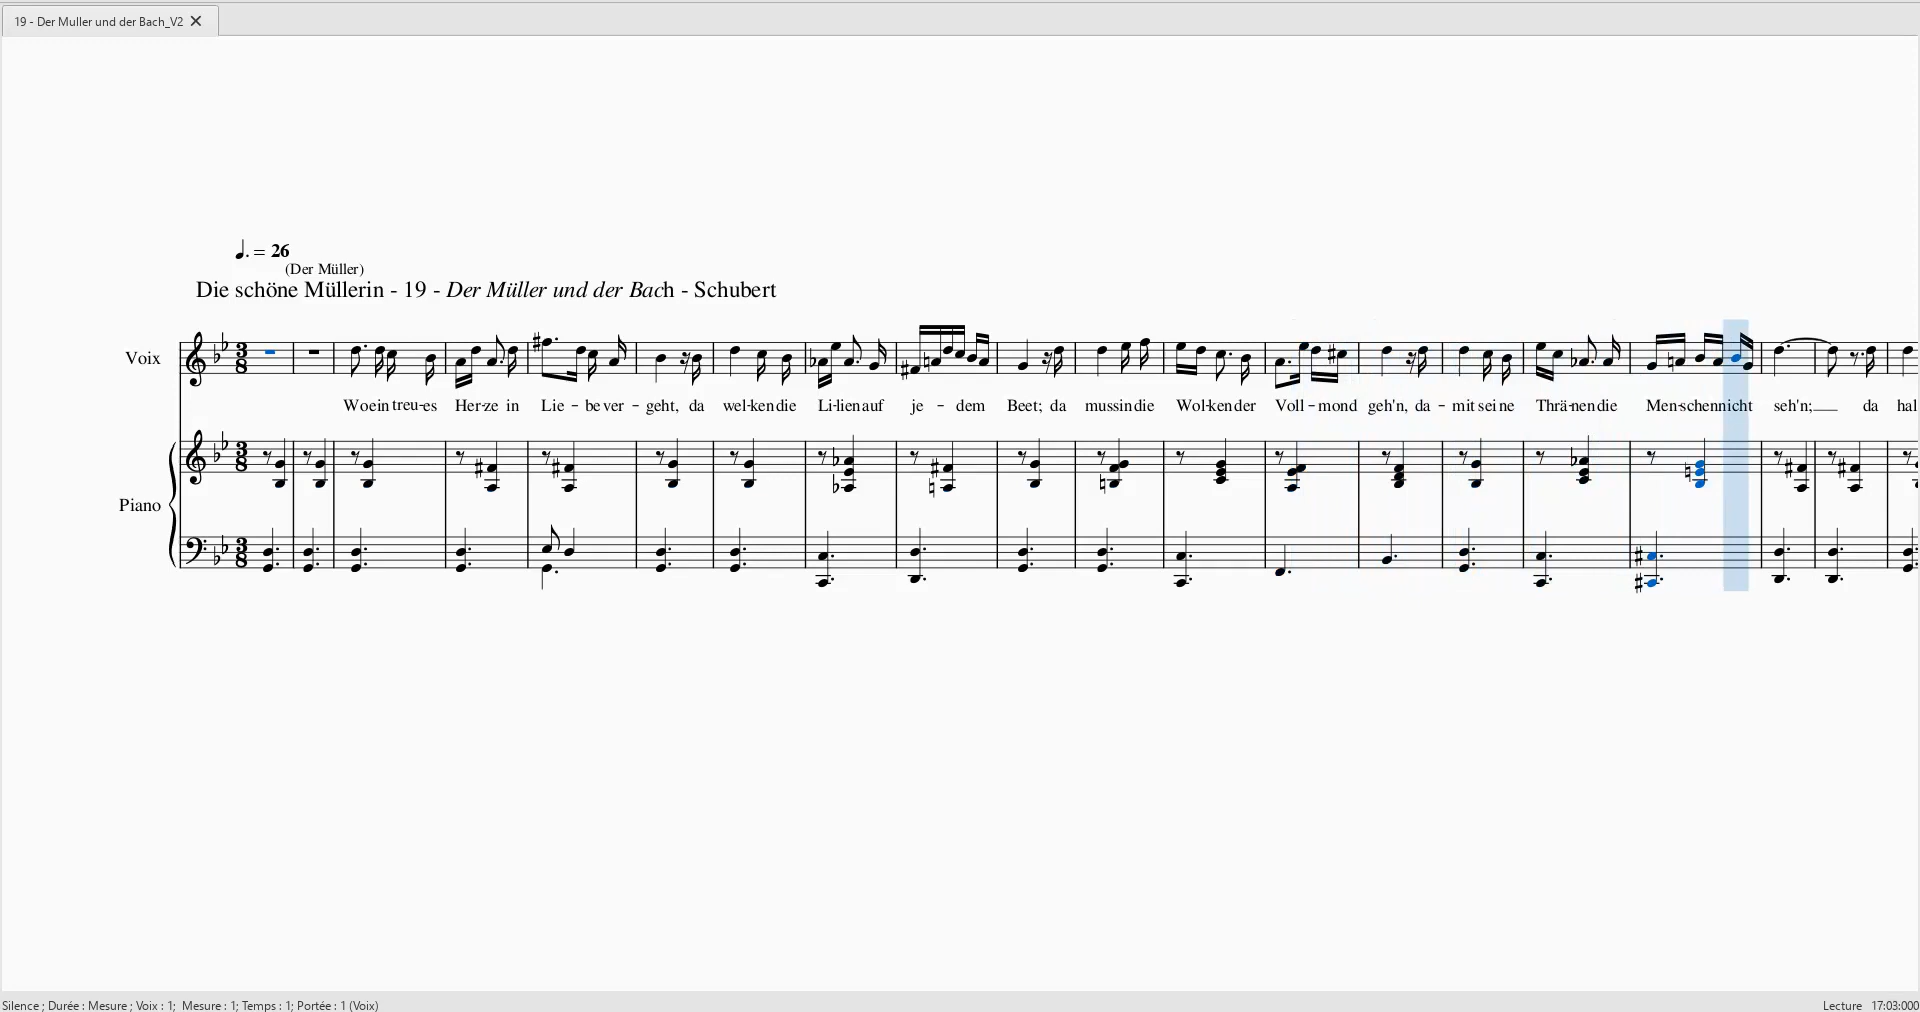 19 - Der Muller und der Bach_V2
= 26
(Der Müller)
Die schöne Müllerin - 19 - Der Müller und der Bach - Schubert
Voix
Wo ein treu-es Her-ze in Lie - be ver - geht, da wel-ken die Li-lien auf je - dem Beet; da muss in die Wol-ken der Voll - mond geh'n, da - mit sei ne Thrä-nen die Men-schen nicht seh'n; da hal
Piano
Silence ; Durée : Mesure ; Voix : 1; Mesure : 1; Temps : 1; Portée : 1 (Voix)
Lecture 17:03:000